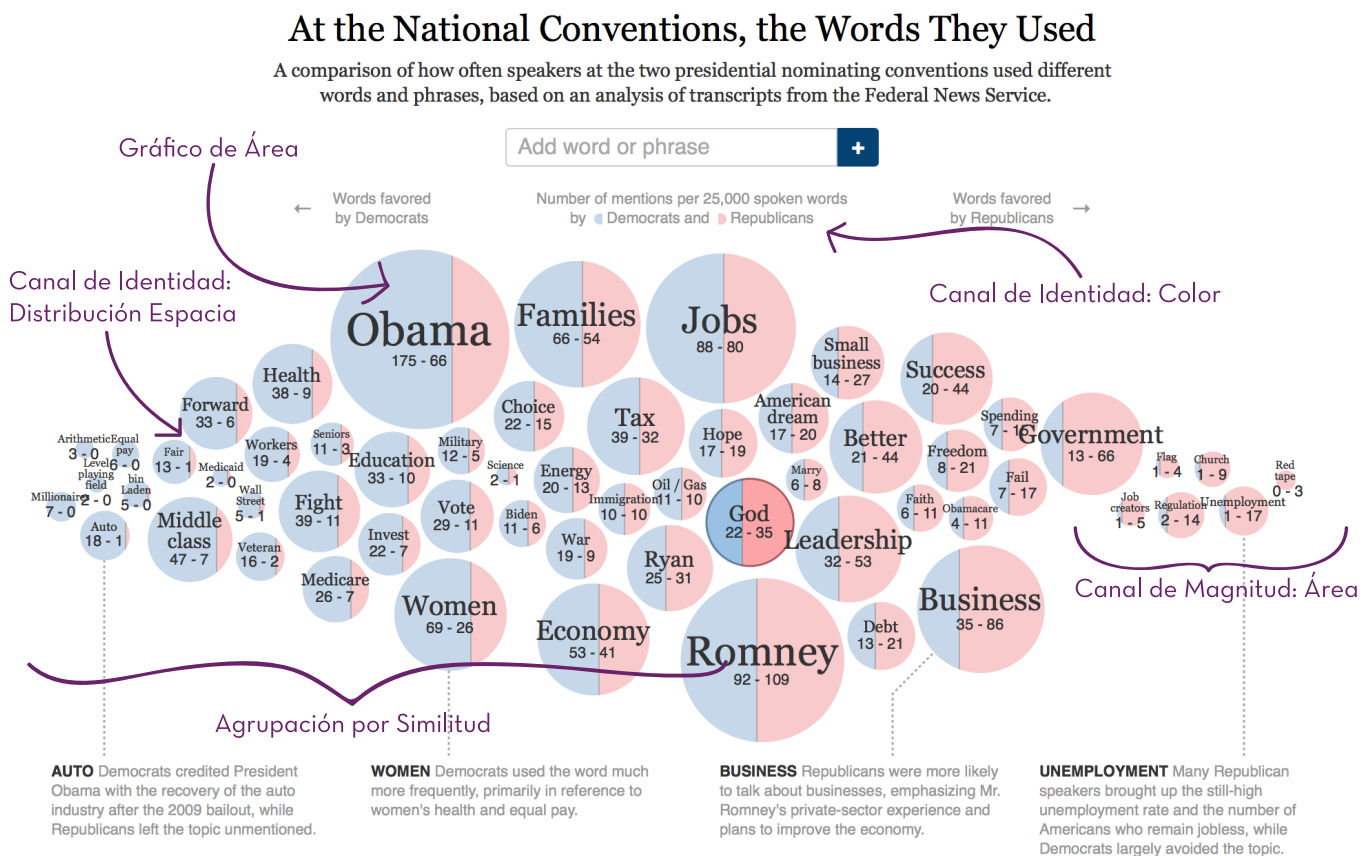 At the National Conventions, the Words They Used
A comparison of how often speakers at the two presidential nominating conventions used different
words and phrases, based on an analysis of transcripts from the Federal News Service.
Gráfico de Área
Add word or phrase
+
← Words favored
by Democrats
Number of mentions per 25,000 spoken words
by Democrats and Republicans
Words favored →
by Republicans
Canal de Identidad:
Distribución Espacia
Canal de Identidad: Color
Obama
175 - 66
Families
66 - 54
Jobs
88 - 80
Small
business
14 - 27
Success
20 - 44
Health
38 - 9
Forward
33 - 6
Choice
22 - 15
Tax
39 - 32
American
dream
17 - 20
Spending
7 - 15
Government
13 - 66
Arithmetic
3 - 0
Equal
pay
6 - 0
Fair
13 - 1
Workers
19 - 4
Seniors
11 - 3
Military
12 - 5
Hope
17 - 19
Better
21 - 44
Freedom
8 - 21
Flag
1 - 4
Church
1 - 9
Red
tape
0 - 3
Level
playing
field
2 - 0
Medicaid
2 - 0
Education
33 - 10
Science
2 - 1
Energy
20 - 13
Oil / Gas
11 - 10
Marry
6 - 8
Fail
7 - 17
Millionaire
7 - 0
bin
Laden
5 - 0
Wall
Street
5 - 1
Fight
39 - 11
Vote
29 - 11
Immigration
10 - 10
God
22 - 35
Faith
6 - 11
Obamacare
4 - 11
Job
creators
1 - 5
Regulation
2 - 14
Unemployment
1 - 17
Auto
18 - 1
Middle
class
47 - 7
Veteran
16 - 2
Invest
22 - 7
Biden
11 - 6
War
19 - 9
Ryan
25 - 31
Leadership
32 - 53
Medicare
26 - 7
Women
69 - 26
Economy
53 - 41
Romney
92 - 109
Debt
13 - 21
Business
35 - 86
Canal de Magnitud: Área
Agrupación por Similitud
AUTO Democrats credited President
Obama with the recovery of the auto
industry after the 2009 bailout, while
Republicans left the topic unmentioned.
WOMEN Democrats used the word much
more frequently, primarily in reference to
women's health and equal pay.
BUSINESS Republicans were more likely
to talk about businesses, emphasizing Mr.
Romney's private-sector experience and
plans to improve the economy.
UNEMPLOYMENT Many Republican
speakers brought up the still-high
unemployment rate and the number of
Americans who remain jobless, while
Democrats largely avoided the topic.